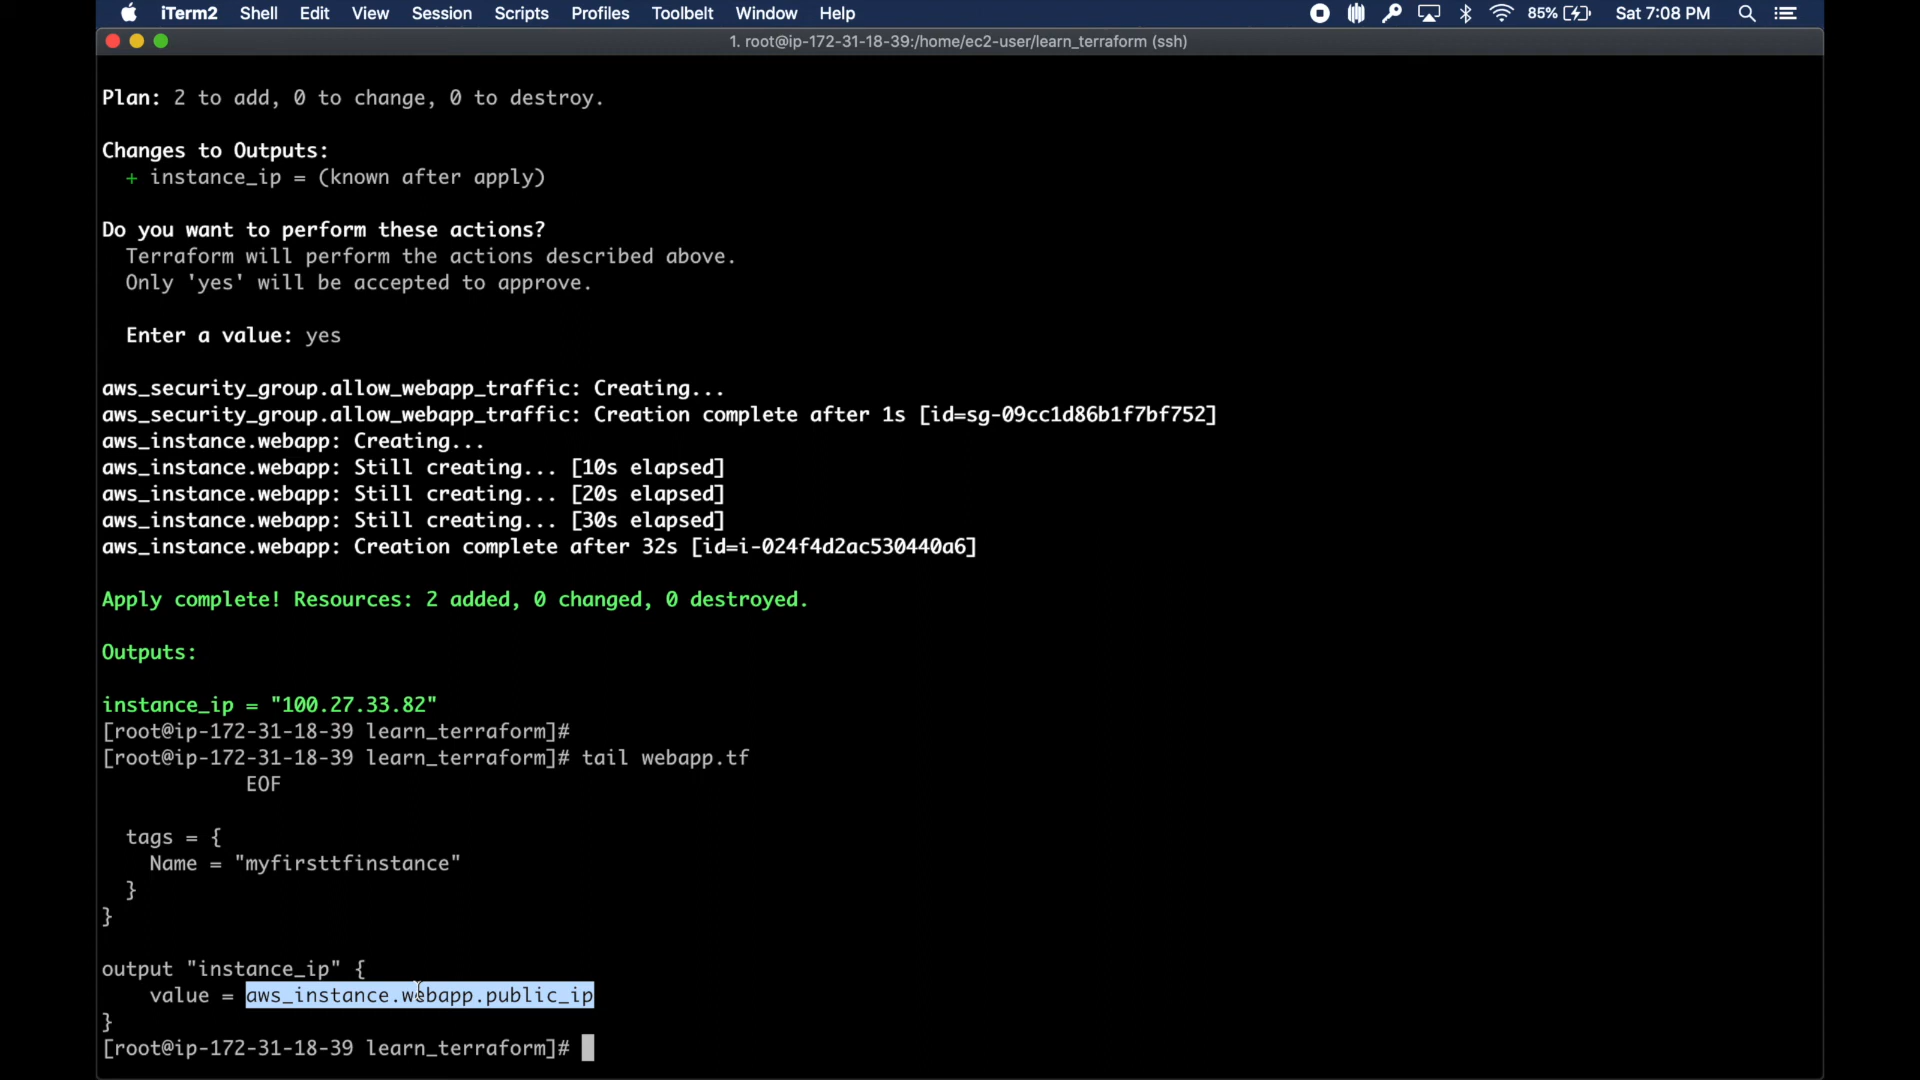 iTerm2 Shell Edit View Session Scripts Profiles Toolbelt Window Help 85% Sat 7:08 PM
1. root@ip-172-31-18-39:/home/ec2-user/learn_terraform (ssh)
Plan: 2 to add, 0 to change, 0 to destroy.
Changes to Outputs:
+ instance_ip = (known after apply)
Do you want to perform these actions?
Terraform will perform the actions described above.
Only 'yes' will be accepted to approve.
Enter a value: yes
aws_security_group.allow_webapp_traffic: Creating...
aws_security_group.allow_webapp_traffic: Creation complete after 1s [id=sg-09cc1d86b1f7bf752]
aws_instance.webapp: Creating...
aws_instance.webapp: Still creating... [10s elapsed]
aws_instance.webapp: Still creating... [20s elapsed]
aws_instance.webapp: Still creating... [30s elapsed]
aws_instance.webapp: Creation complete after 32s [id=i-024f4d2ac530440a6]
Apply complete! Resources: 2 added, 0 changed, 0 destroyed.
Outputs:
instance_ip = "100.27.33.82"
[root@ip-172-31-18-39 learn_terraform]#
[root@ip-172-31-18-39 learn_terraform]# tail webapp.tf
EOF
tags = {
Name = "myfirsttfinstance"
}
}
output "instance_ip" {
value = aws_instance.webapp.public_ip
}
[root@ip-172-31-18-39 learn_terraform]#